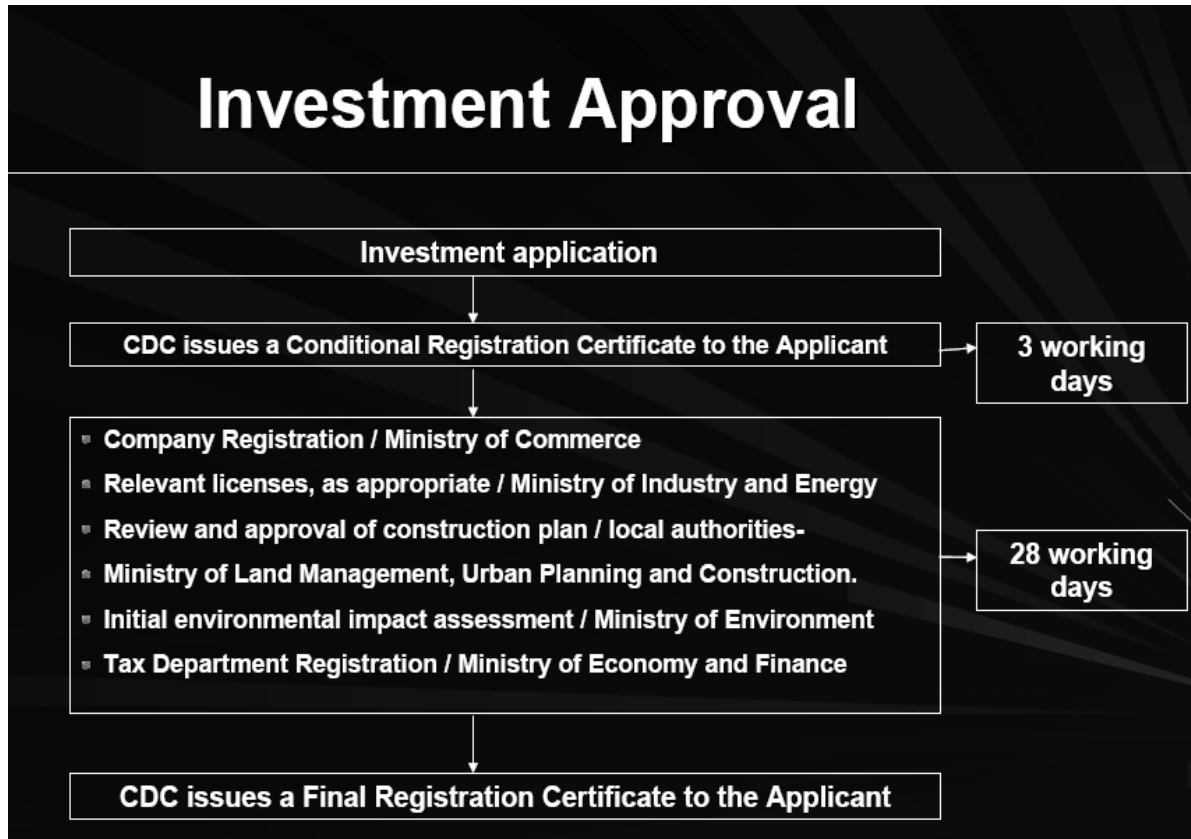 Investment Approval
Investment application
CDC issues a Conditional Registration Certificate to the Applicant
3 working
days
Company Registration / Ministry of Commerce
Relevant licenses, as appropriate / Ministry of Industry and Energy
Review and approval of construction plan / local authorities-
Ministry of Land Management, Urban Planning and Construction.
Initial environmental impact assessment / Ministry of Environment
Tax Department Registration / Ministry of Economy and Finance
28 working
days
CDC issues a Final Registration Certificate to the Applicant